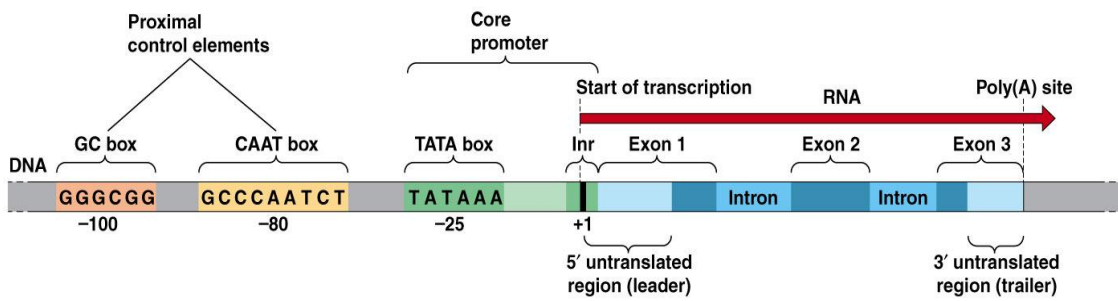 Proximal
control elements
Core
promoter
Start of transcription
Poly(A) site
RNA
GC box
CAAT box
TATA box
Inr
Exon 1
Exon 2
Exon 3
DNA
GGGCGG
GCCCAATCT
TATAAA
Intron
Intron
–100
–80
–25
+1
5′ untranslated
region (leader)
3′ untranslated
region (trailer)